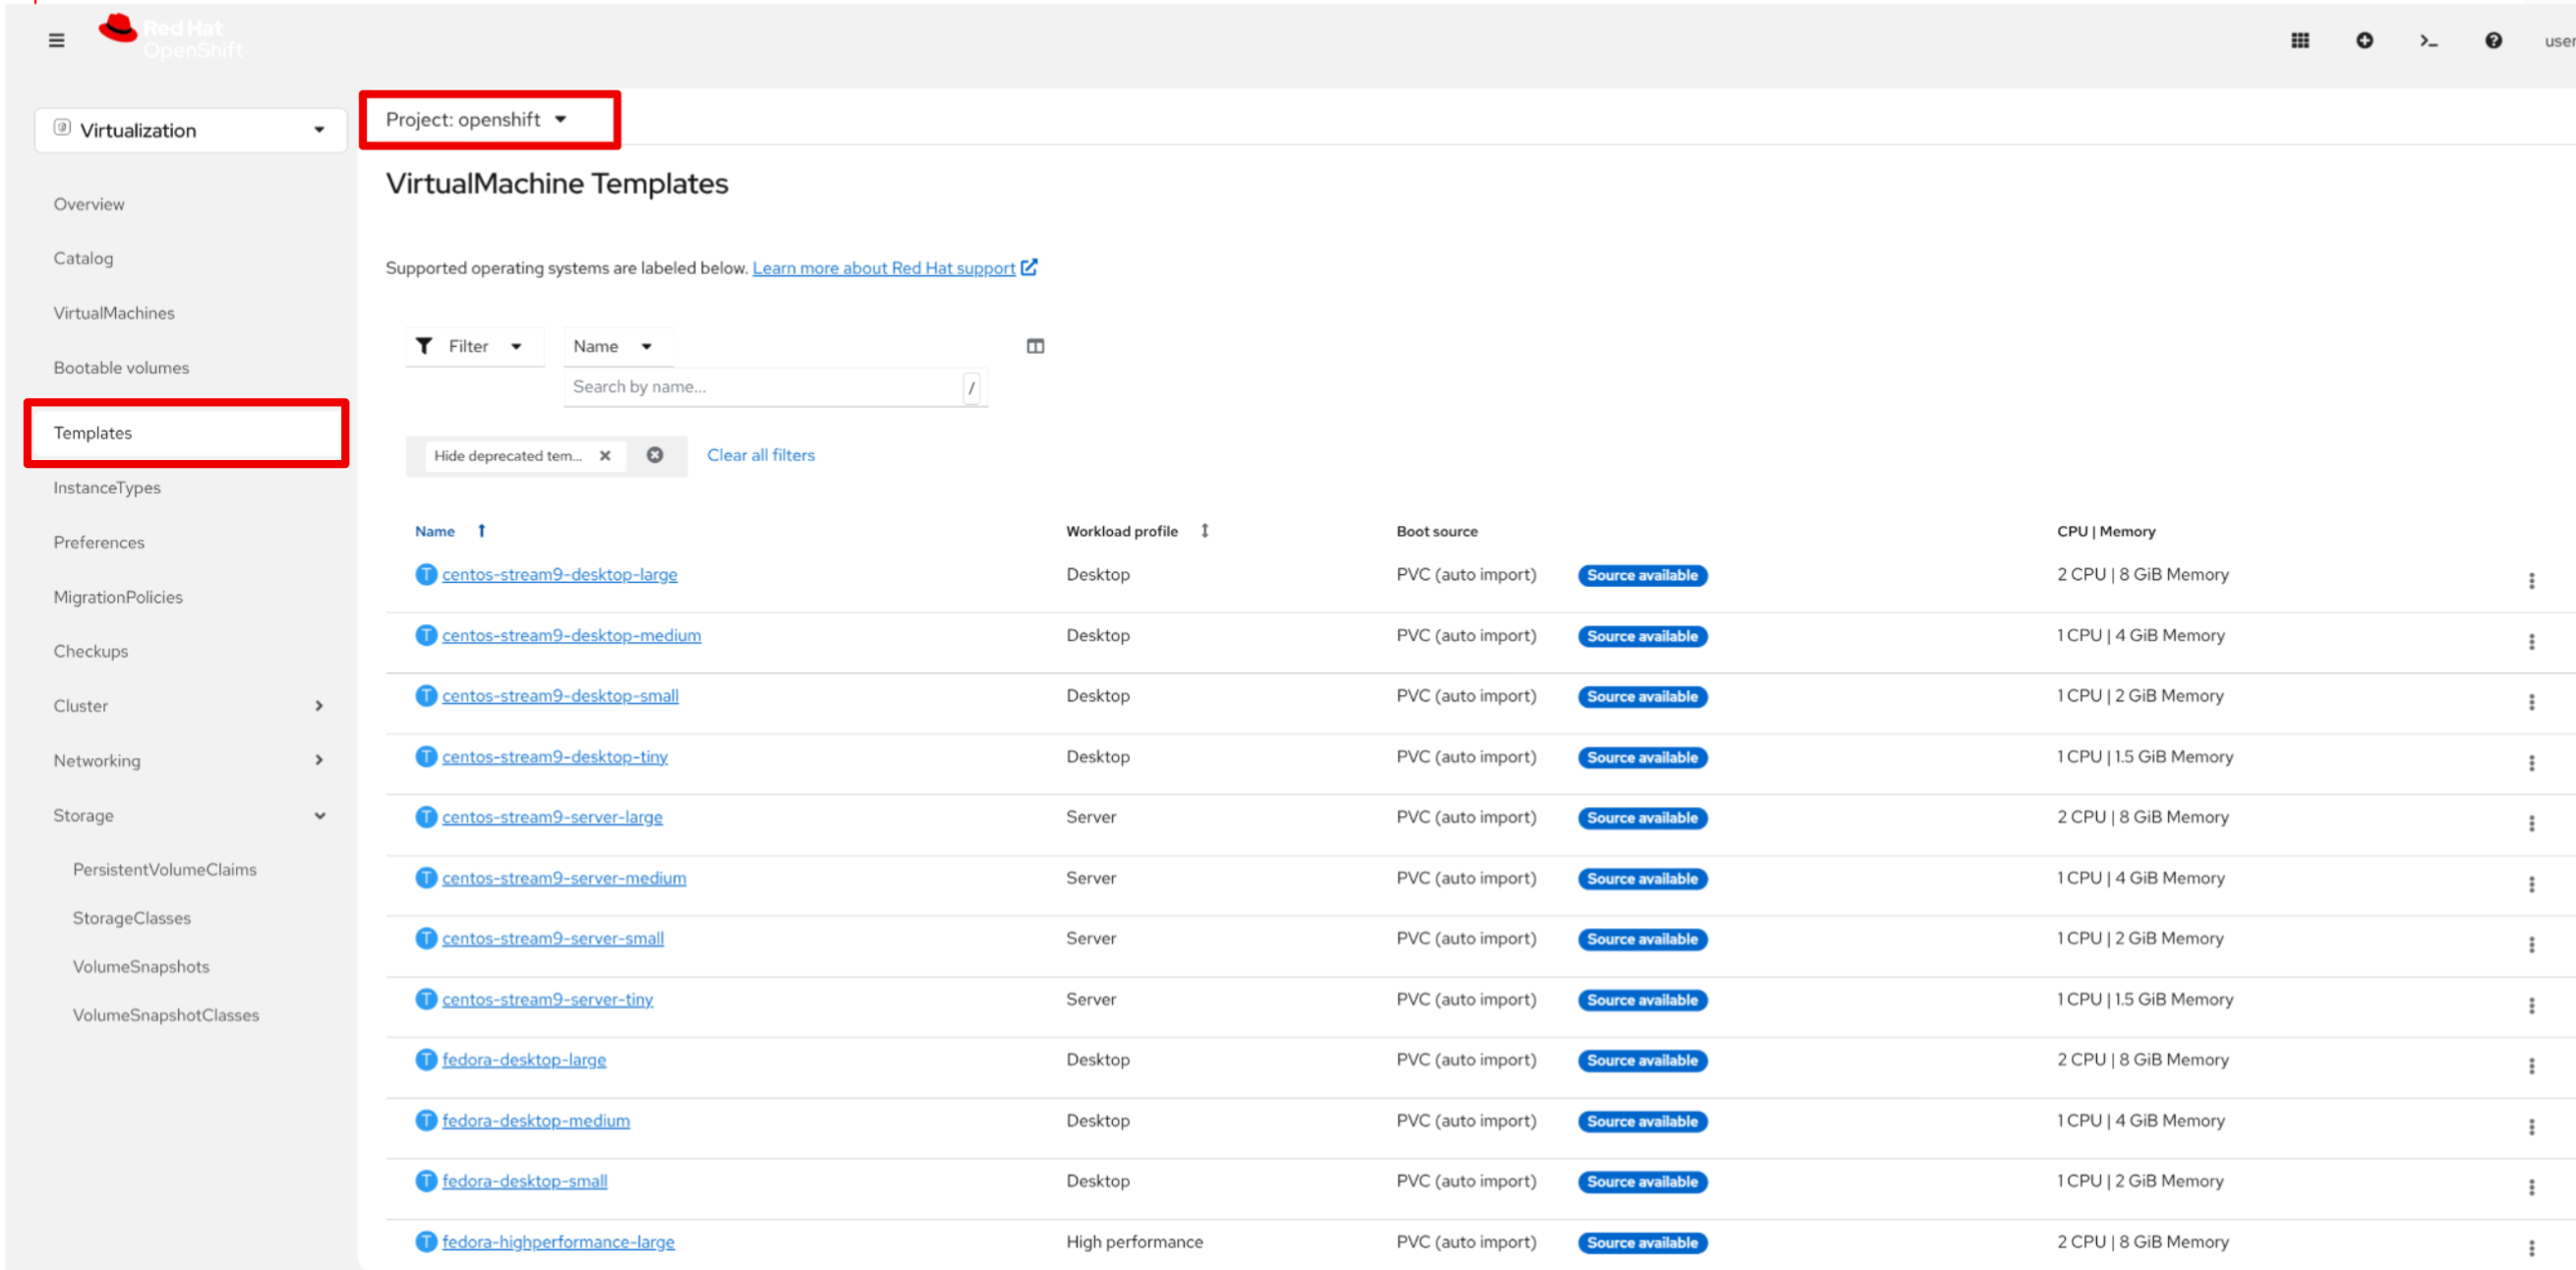 Red Hat
OpenShift
>_
user
Virtualization
Project: openshift
VirtualMachine Templates
Overview
Catalog
VirtualMachines
Bootable volumes
Templates
InstanceTypes
Preferences
MigrationPolicies
Checkups
Cluster
Networking
Storage
PersistentVolumeClaims
StorageClasses
VolumeSnapshots
VolumeSnapshotClasses
Supported operating systems are labeled below. Learn more about Red Hat support
Filter Name
Search by name... /
Hide deprecated tem... Clear all filters
Name Workload profile Boot source CPU | Memory
T centos-stream9-desktop-large Desktop PVC (auto import) Source available 2 CPU | 8 GiB Memory
T centos-stream9-desktop-medium Desktop PVC (auto import) Source available 1 CPU | 4 GiB Memory
T centos-stream9-desktop-small Desktop PVC (auto import) Source available 1 CPU | 2 GiB Memory
T centos-stream9-desktop-tiny Desktop PVC (auto import) Source available 1 CPU | 1.5 GiB Memory
T centos-stream9-server-large Server PVC (auto import) Source available 2 CPU | 8 GiB Memory
T centos-stream9-server-medium Server PVC (auto import) Source available 1 CPU | 4 GiB Memory
T centos-stream9-server-small Server PVC (auto import) Source available 1 CPU | 2 GiB Memory
T centos-stream9-server-tiny Server PVC (auto import) Source available 1 CPU | 1.5 GiB Memory
T fedora-desktop-large Desktop PVC (auto import) Source available 2 CPU | 8 GiB Memory
T fedora-desktop-medium Desktop PVC (auto import) Source available 1 CPU | 4 GiB Memory
T fedora-desktop-small Desktop PVC (auto import) Source available 1 CPU | 2 GiB Memory
T fedora-highperformance-large High performance PVC (auto import) Source available 2 CPU | 8 GiB Memory